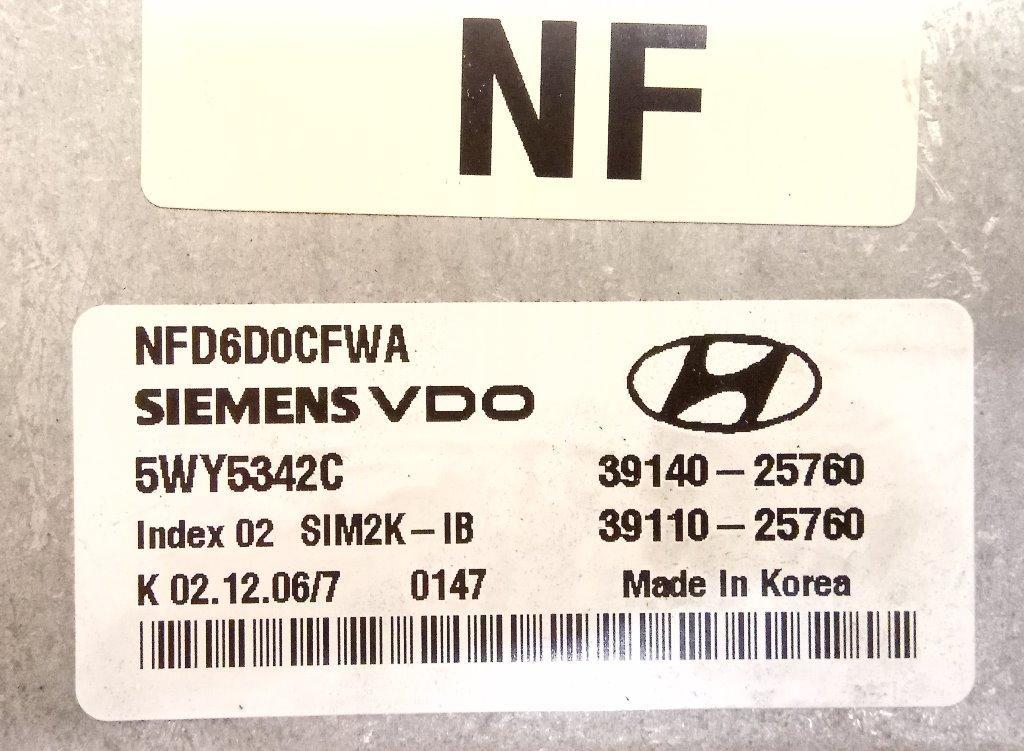 NF
NFD6D0CFWA
SIEMENS VDO
5WY5342C 39140-25760
Index 02 SIM2K-IB 39110-25760
K 02.12.06/7 0147 Made In Korea